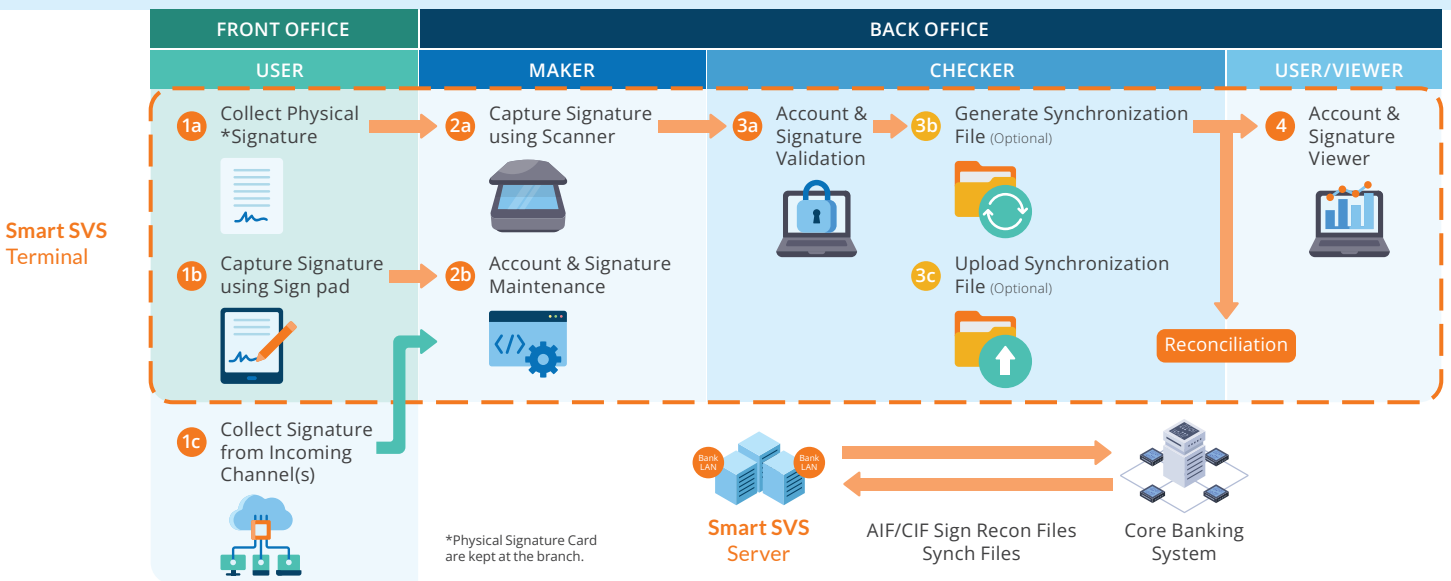 FRONT OFFICE
BACK OFFICE
USER
MAKER
CHECKER
USER/VIEWER
Smart SVS
Terminal
1a
Collect Physical
*Signature
2a
Capture Signature
using Scanner
3a
Account &
Signature
Validation
3b
Generate Synchronization
File (Optional)
4
Account &
Signature
Viewer
1b
Capture Signature
using Sign pad
2b
Account & Signature
Maintenance
</>
3c
Upload Synchronization
File (Optional)
Reconciliation
1c
Collect Signature
from Incoming
Channel(s)
*Physical Signature Card
are kept at the branch.
Bank
LAN
Bank
LAN
Smart SVS
Server
AIF/CIF Sign Recon Files
Synch Files
Core Banking
System